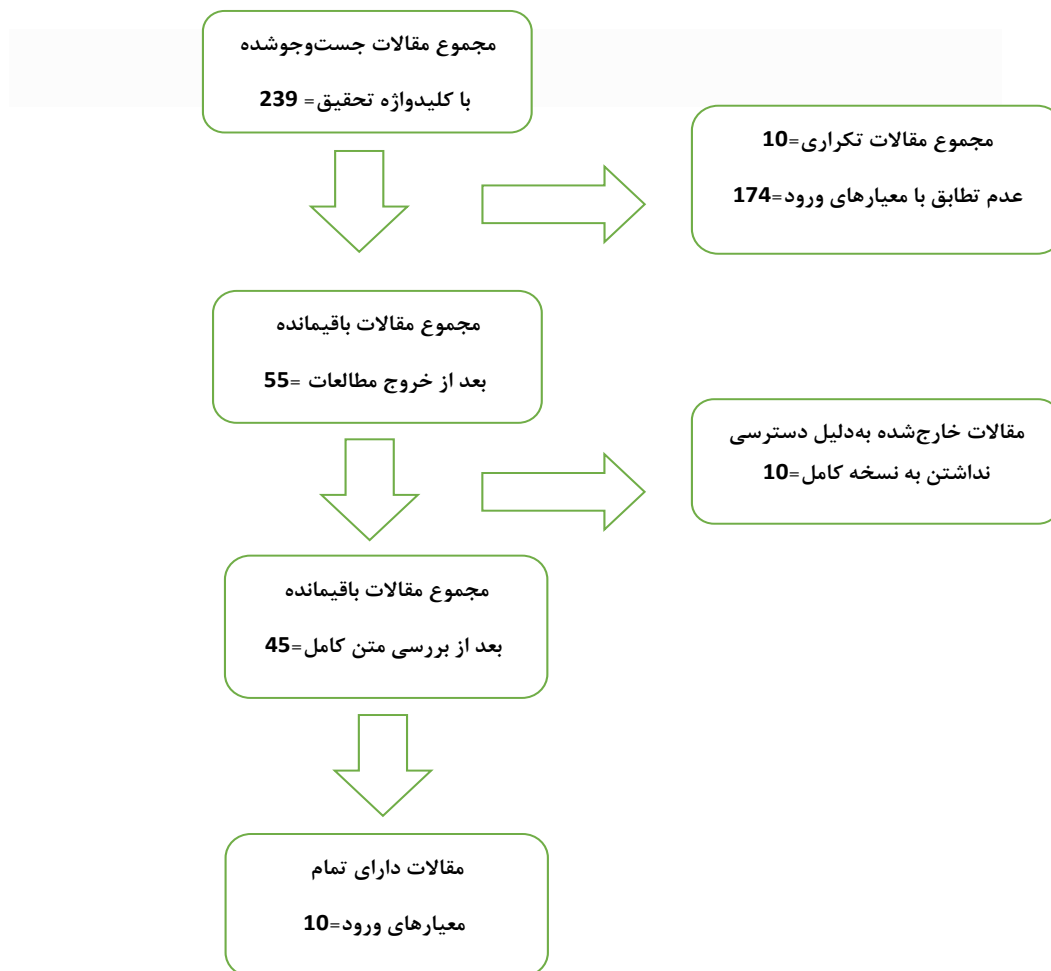 مجموع مقالات جست‌وجوشده
با کلیدواژه تحقیق= 239
مجموع مقالات تکراری=10
عدم تطابق با معیارهای ورود=174
مجموع مقالات باقیمانده
بعد از خروج مطالعات =55
مقالات خارج‌شده به‌دلیل دسترسی
نداشتن به نسخه کامل=10
مجموع مقالات باقیمانده
بعد از بررسی متن کامل=45
مقالات دارای تمام
معیارهای ورود=10